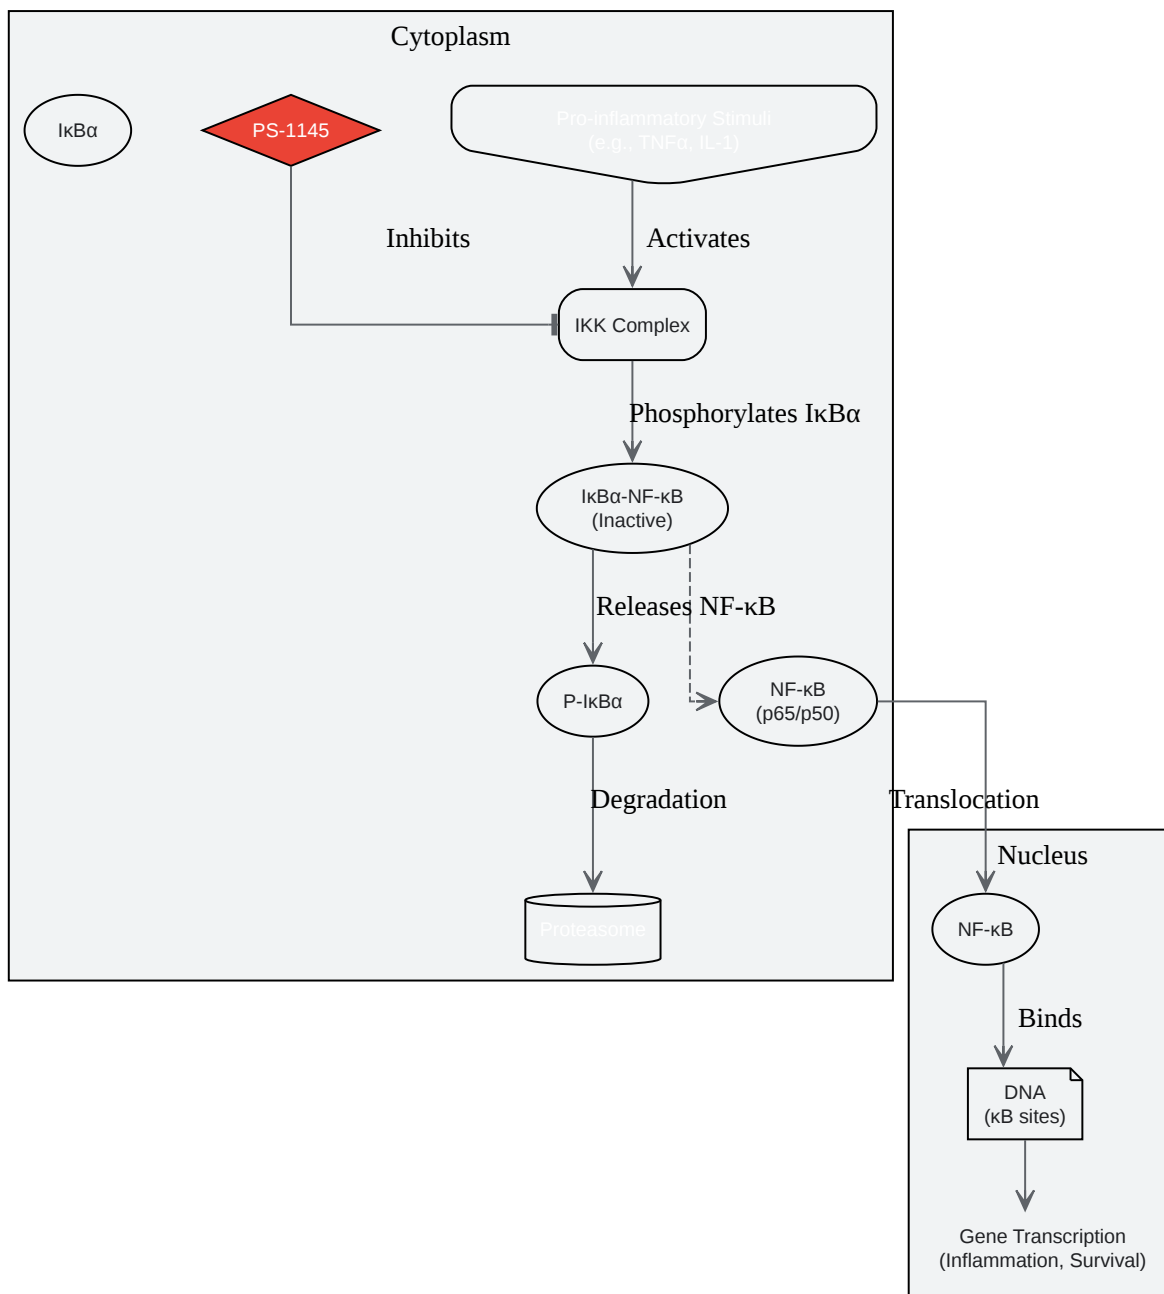 Cytoplasm
IκBα
PS-1145
Pro-inflammatory Stimuli
(e.g., TNFα, IL-1)
Inhibits
Activates
IKK Complex
Phosphorylates IκBα
IκBα-NF-κB
(Inactive)
Releases NF-κB
P-IκBα
NF-κB
(p65/p50)
Degradation
Translocation
Nucleus
Proteasome
NF-κB
Binds
DNA
(κB sites)
Gene Transcription
(Inflammation, Survival)